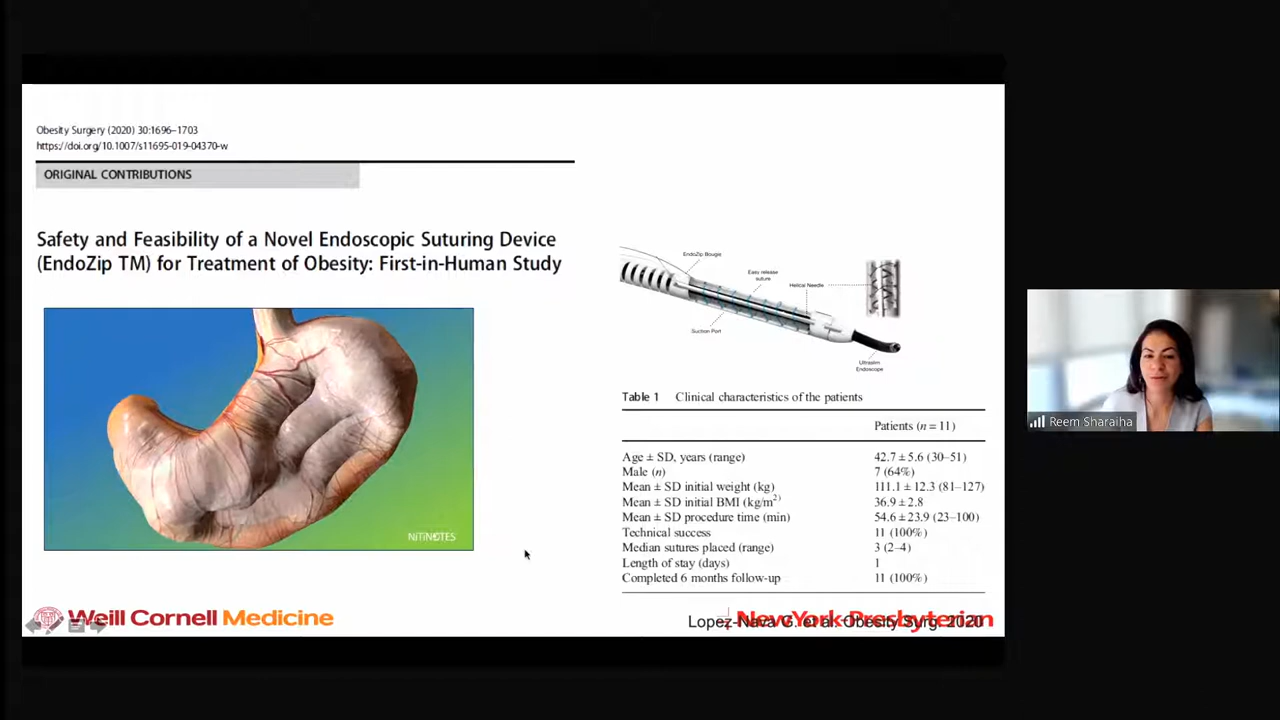 Obesity Surgery (2020) 30:1696–1703
https://doi.org/10.1007/s11695-019-04370-w
ORIGINAL CONTRIBUTIONS
Safety and Feasibility of a Novel Endoscopic Suturing Device
(EndoZip TM) for Treatment of Obesity: First-in-Human Study
NiTiNOTES
EndoZip Bougie
Easy release
suture
Helical Needle
Suction Port
Ultraslim
Endoscope
Table 1 Clinical characteristics of the patients
Patients (n = 11)
Age ± SD, years (range) 42.7 ± 5.6 (30–51)
Male (n) 7 (64%)
Mean ± SD initial weight (kg) 111.1 ± 12.3 (81–127)
Mean ± SD initial BMI (kg/m2) 36.9 ± 2.8
Mean ± SD procedure time (min) 54.6 ± 23.9 (23–100)
Technical success 11 (100%)
Median sutures placed (range) 3 (2–4)
Length of stay (days) 1
Completed 6 months follow-up 11 (100%)
Weill Cornell Medicine
NewYork-Presbyterian
Lopez-Nava G. et al. Obesity Surg. 2020
Reem Sharaiha